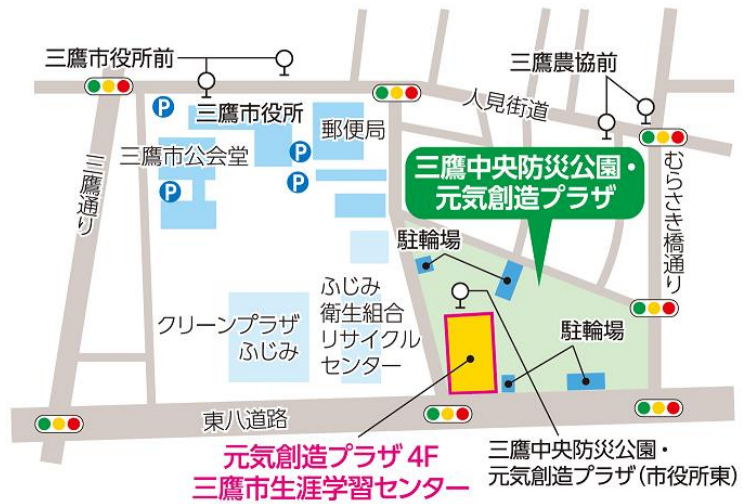 三鷹市役所前
三鷹農協前
人見街道
P
三鷹市役所
郵便局
三鷹市公会堂
P
P
P
三鷹通り
むらさき橋通り
三鷹中央防災公園・
元気創造プラザ
駐輪場
ふじみ
衛生組合
リサイクル
センター
クリーンプラザ
ふじみ
駐輪場
東八道路
元気創造プラザ 4F
三鷹市生涯学習センター
三鷹中央防災公園・
元気創造プラザ(市役所東)